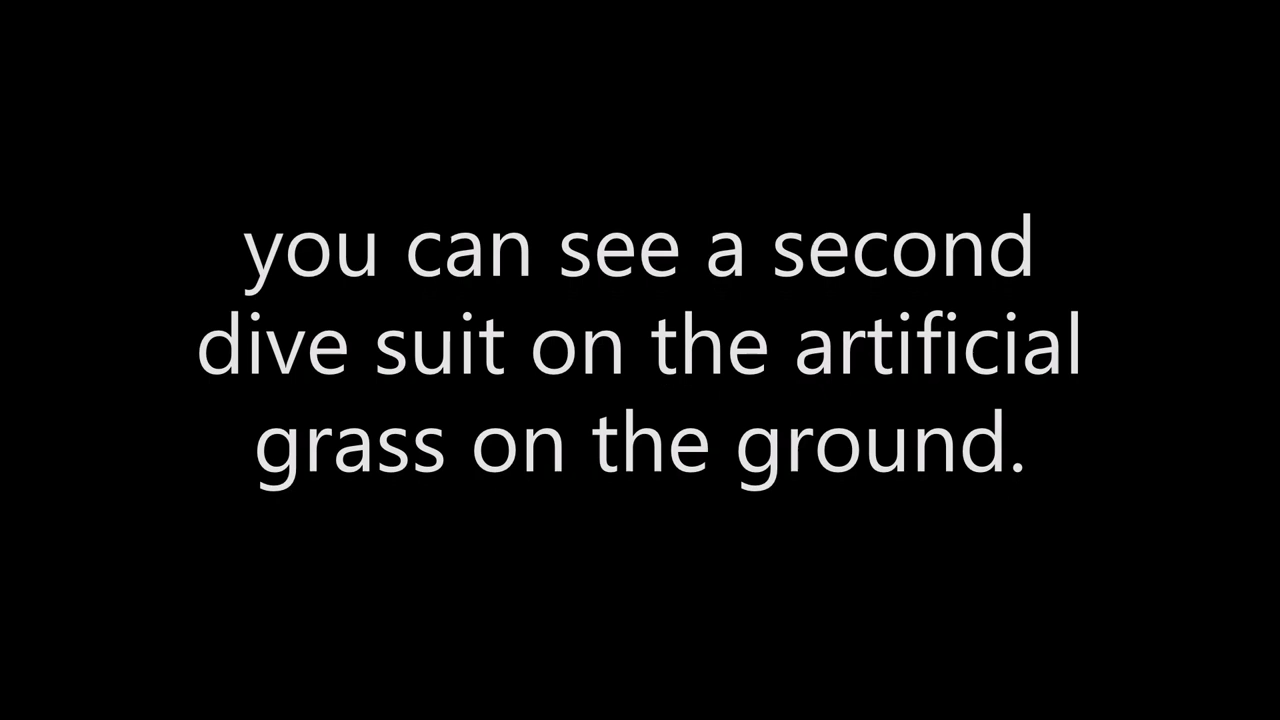 you can see a second
dive suit on the artificial
grass on the ground.